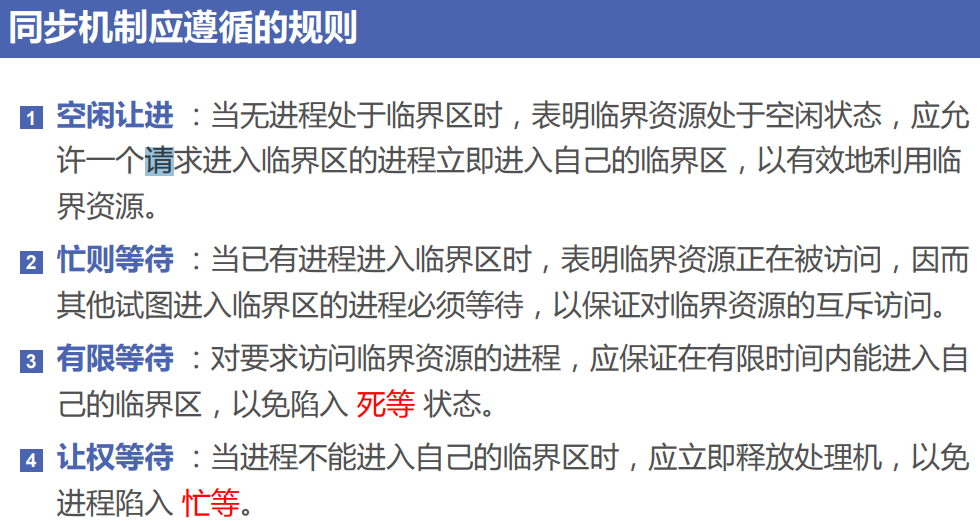 同步机制应遵循的规则
1 空闲让进 ：当无进程处于临界区时，表明临界资源处于空闲状态，应允
许一个请求进入临界区的进程立即进入自己的临界区，以有效地利用临
界资源。
2 忙则等待 ：当已有进程进入临界区时，表明临界资源正在被访问，因而
其他试图进入临界区的进程必须等待，以保证对临界资源的互斥访问。
3 有限等待 ：对要求访问临界资源的进程，应保证在有限时间内能进入自
己的临界区，以免陷入 死等 状态。
4 让权等待 ：当进程不能进入自己的临界区时，应立即释放处理机，以免
进程陷入 忙等。